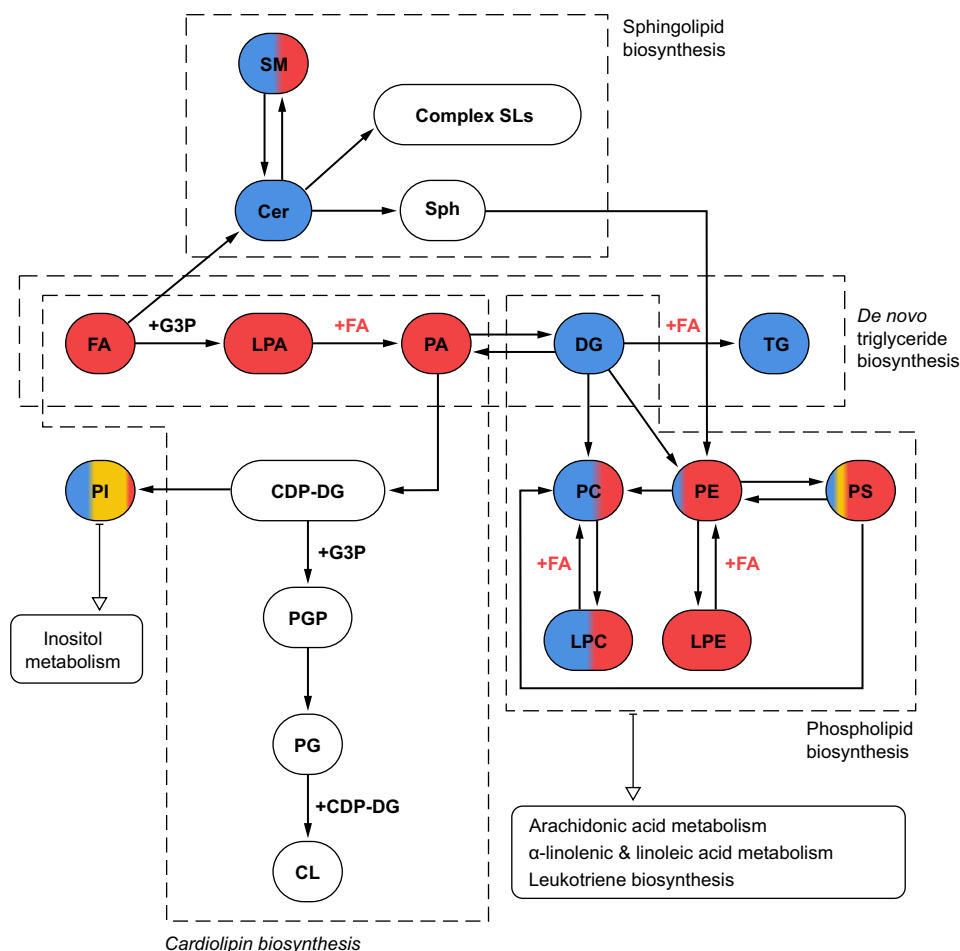 Sphingolipid
biosynthesis
SM
Complex SLs
Cer
Sph
De novo
triglyceride
biosynthesis
FA
+G3P
LPA
+FA
PA
DG
+FA
TG
PI
CDP-DG
PC
PE
PS
+G3P
+FA
+FA
Inositol
metabolism
PGP
LPC
LPE
PG
Phospholipid
biosynthesis
+CDP-DG
CL
Arachidonic acid metabolism
α-linolenic & linoleic acid metabolism
Leukotriene biosynthesis
Cardiolipin biosynthesis